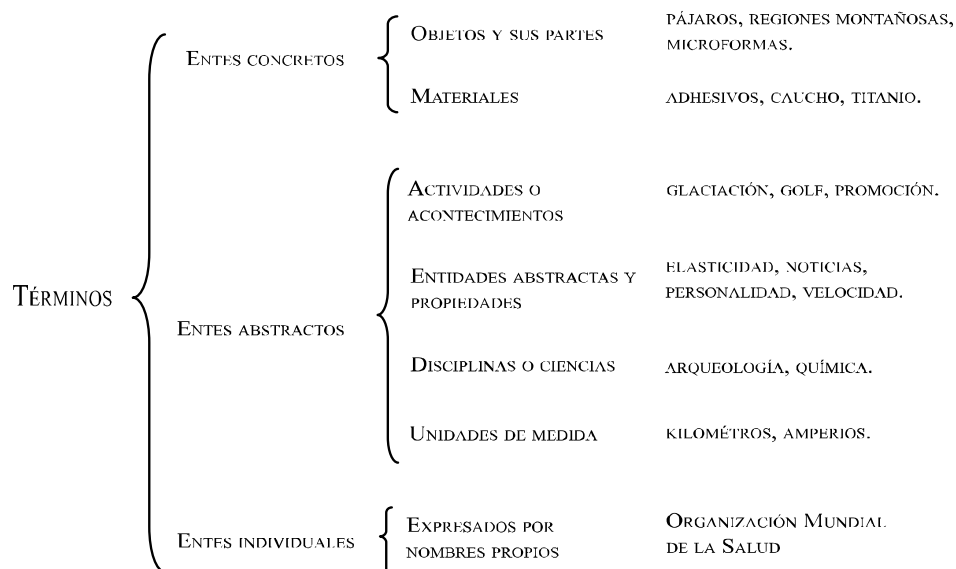 Términos
Entes concretos
Objetos y sus partes
pájaros, regiones montañosas,
microformas.
Materiales
adhesivos, caucho, titanio.
Entes abstractos
Actividades o
acontecimientos
glaciación, golf, promoción.
Entidades abstractas y
propiedades
elasticidad, noticias,
personalidad, velocidad.
Disciplinas o ciencias
arqueología, química.
Unidades de medida
kilométros, amperios.
Entes individuales
Expresados por
nombres propios
Organización Mundial
de la Salud